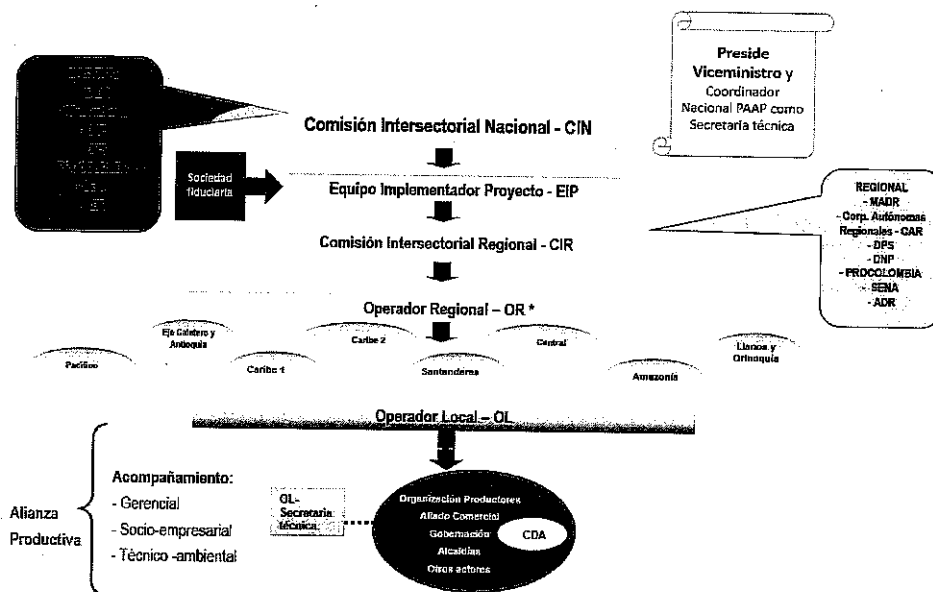 Preside
Viceministro y
Coordinador
Nacional PAAP como
Secretaria técnica
Comisión Intersectorial Nacional - CIN
Sociedad
fiduciaria
Equipo Implementador Proyecto - EIP
Comisión Intersectorial Regional - CIR
REGIONAL
- MADR
- Corp. Autónomas
Regionales - CAR
- DPS
- DNP
- PROCOLOMBIA
- SENA
- ADR
Operador Regional – OR *
Pacífico
Eje Cafetero y
Antioquia
Caribe 1
Caribe 2
Santanderes
Central
Amazonía
Llanos y
Orinoquía
Operador Local – OL
Alianza
Productiva
Acompañamiento:
- Gerencial
- Socio-empresarial
- Técnico -ambiental
OL-
Secretaria
técnica
Organización Productores
Aliado Comercial
Gobernación
Alcaldías
Otros actores
CDA